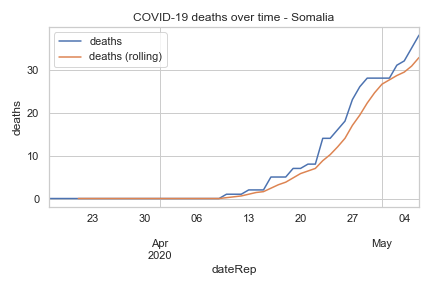 COVID-19 deaths over time - Somalia
deaths
deaths (rolling)
deaths
30
20
10
0
23 30 06 13 20 27 04
Apr May
2020
dateRep